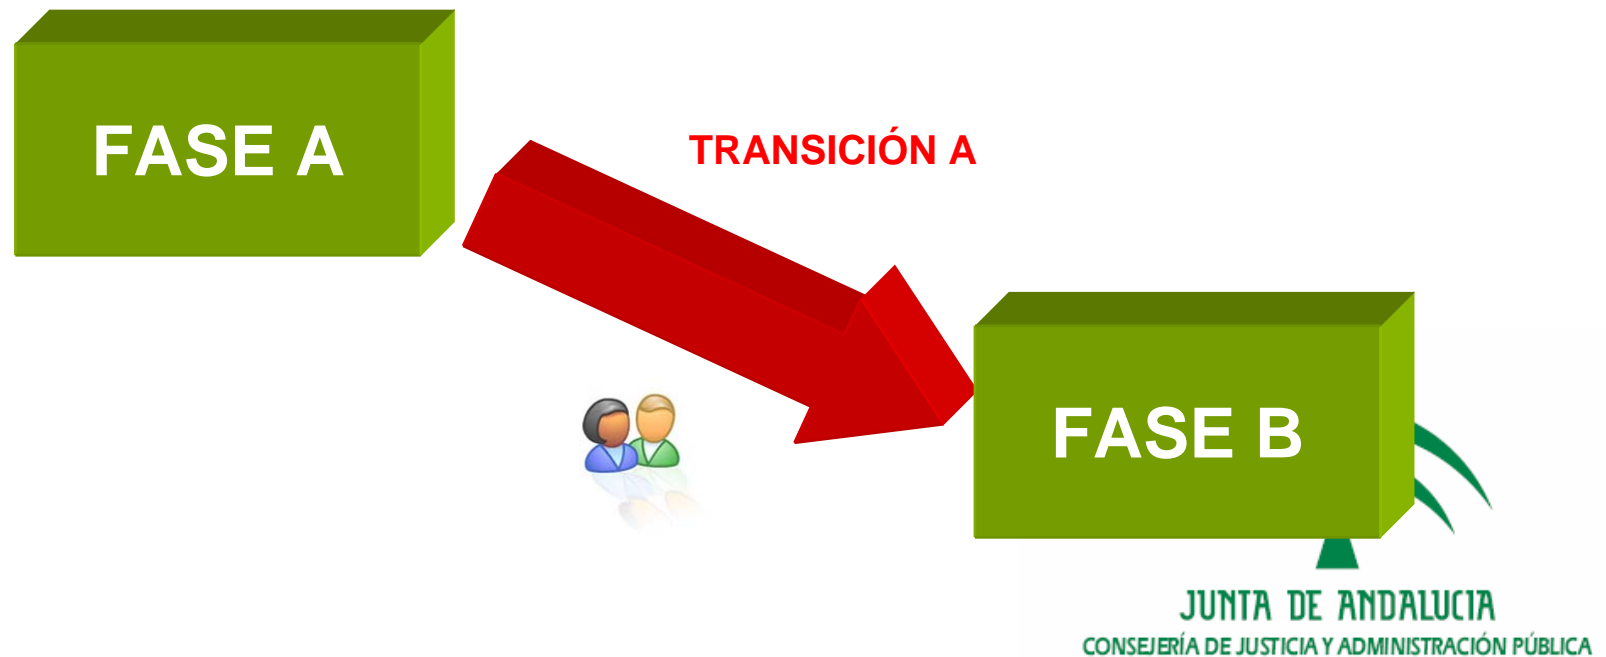 FASE A
TRANSICIÓN A
FASE B
JUNTA DE ANDALUCIA
CONSEJERÍA DE JUSTICIA Y ADMINISTRACIÓN PÚBLICA